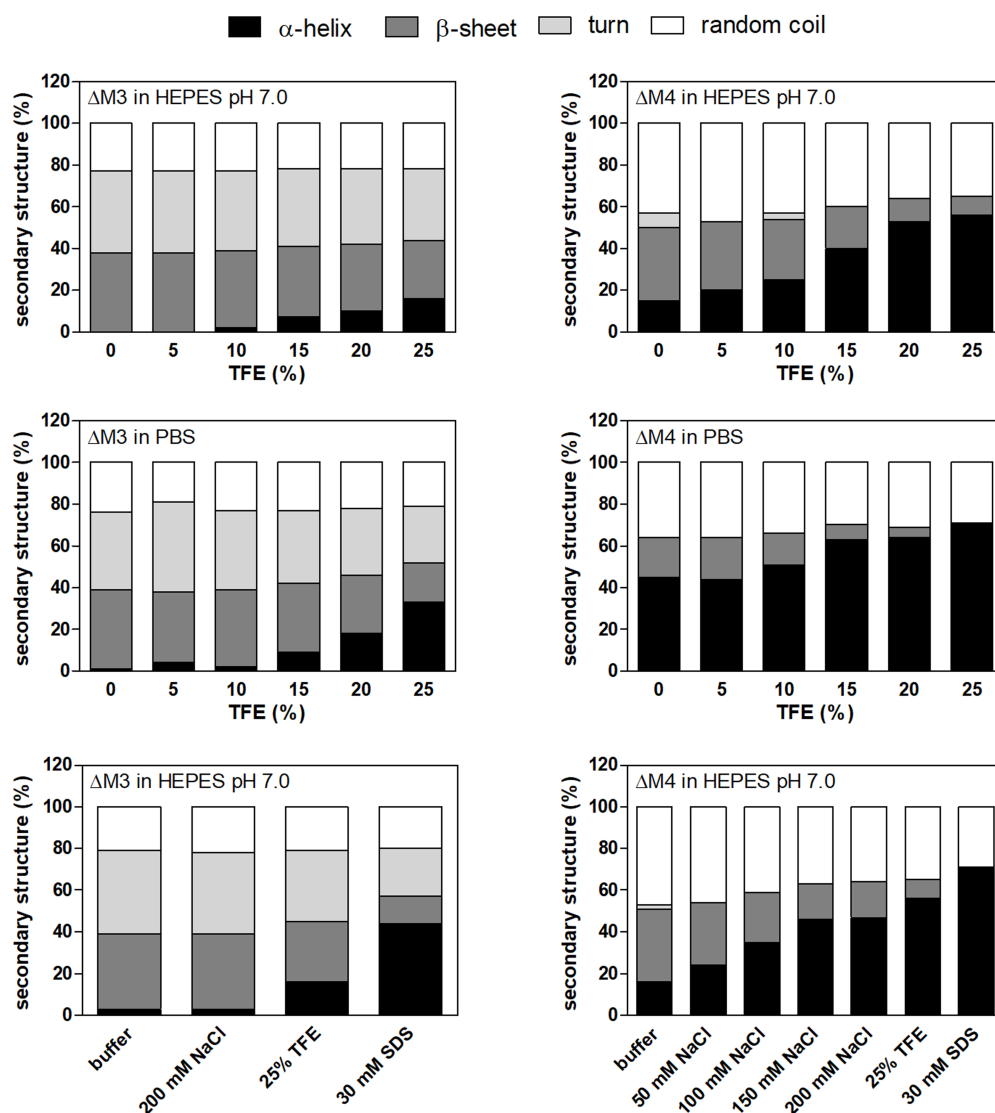 α-helix β-sheet turn random coil
ΔM3 in HEPES pH 7.0
secondary structure (%)
120
100
80
60
40
20
0
0 5 10 15 20 25
TFE (%)
ΔM4 in HEPES pH 7.0
secondary structure (%)
120
100
80
60
40
20
0
0 5 10 15 20 25
TFE (%)
ΔM3 in PBS
secondary structure (%)
120
100
80
60
40
20
0
0 5 10 15 20 25
TFE (%)
ΔM4 in PBS
secondary structure (%)
120
100
80
60
40
20
0
0 5 10 15 20 25
TFE (%)
ΔM3 in HEPES pH 7.0
secondary structure (%)
120
100
80
60
40
20
0
buffer
200 mM NaCl
25% TFE
30 mM SDS
ΔM4 in HEPES pH 7.0
secondary structure (%)
120
100
80
60
40
20
0
buffer
50 mM NaCl
100 mM NaCl
150 mM NaCl
200 mM NaCl
25% TFE
30 mM SDS